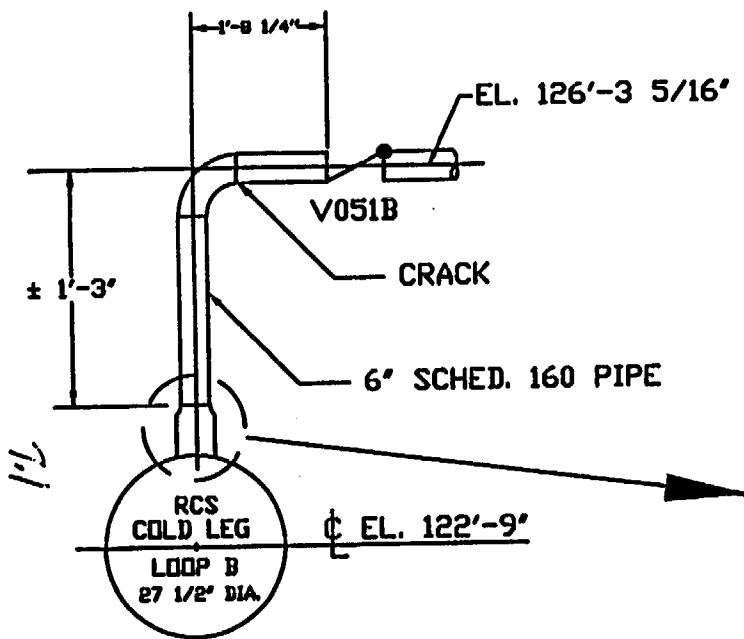 1'-8 1/4"
EL. 126'-3 5/16"
V051B
CRACK
± 1'-3"
6" SCHED. 160 PIPE
RCS
COLD LEG
℄ EL. 122'-9"
LOOP B
27 1/2" DIA.